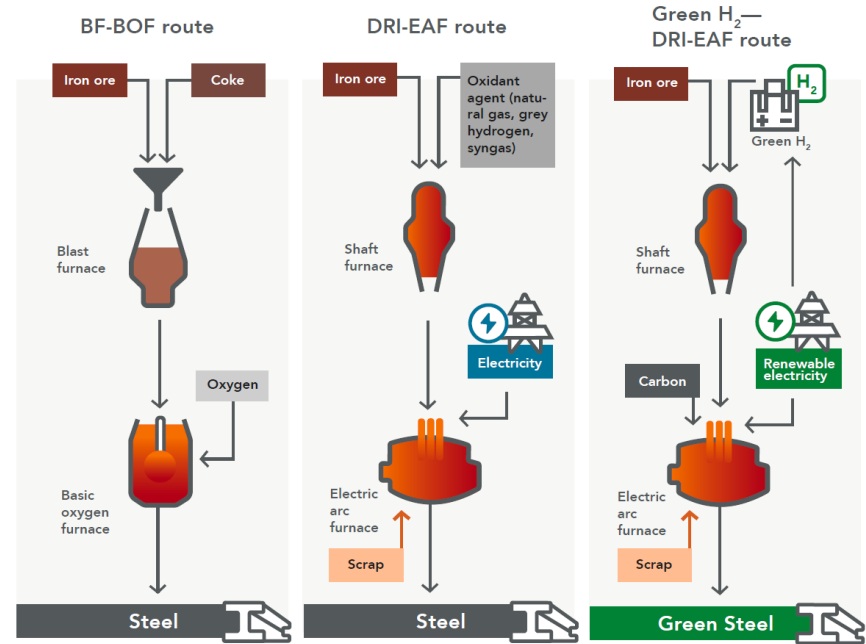 BF-BOF route
Iron ore
Coke
Blast
furnace
Oxygen
Basic
oxygen
furnace
Steel
DRI-EAF route
Iron ore
Oxidant
agent (natu-
ral gas, grey
hydrogen,
syngas)
Shaft
furnace
Electricity
Electric
arc
furnace
Scrap
Steel
Green H₂—
DRI-EAF route
Iron ore
H₂
Green H₂
Shaft
furnace
Renewable
electricity
Carbon
Electric
arc
furnace
Scrap
Green Steel